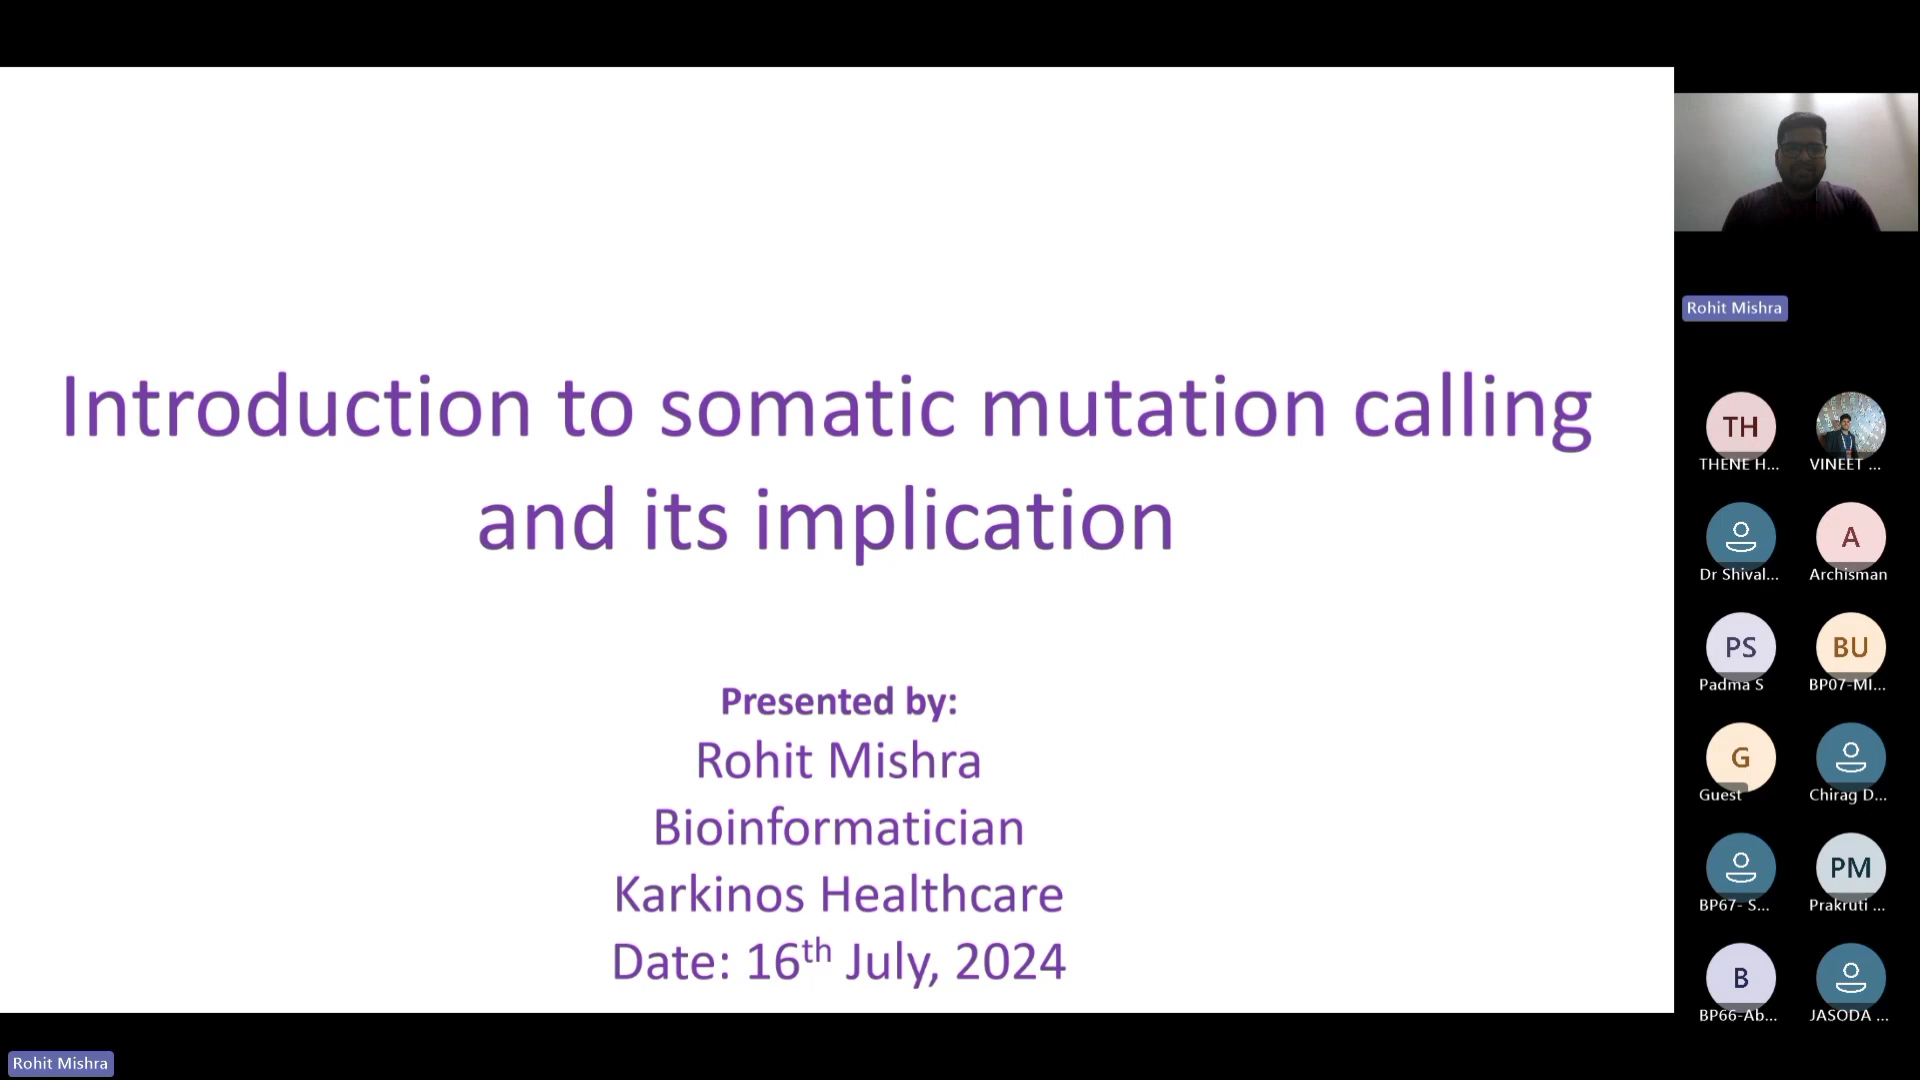 Introduction to somatic mutation calling
and its implication
Presented by:
Rohit Mishra
Bioinformatician
Karkinos Healthcare
Date: 16th July, 2024
Rohit Mishra
TH
THENE H...
VINEET ...
Dr Shival...
A
Archisman
PS
Padma S
BU
BP07-MI...
G
Guest
Chirag D...
BP67- S...
PM
Prakruti ...
B
BP66-Ab...
JASODA ...
Rohit Mishra